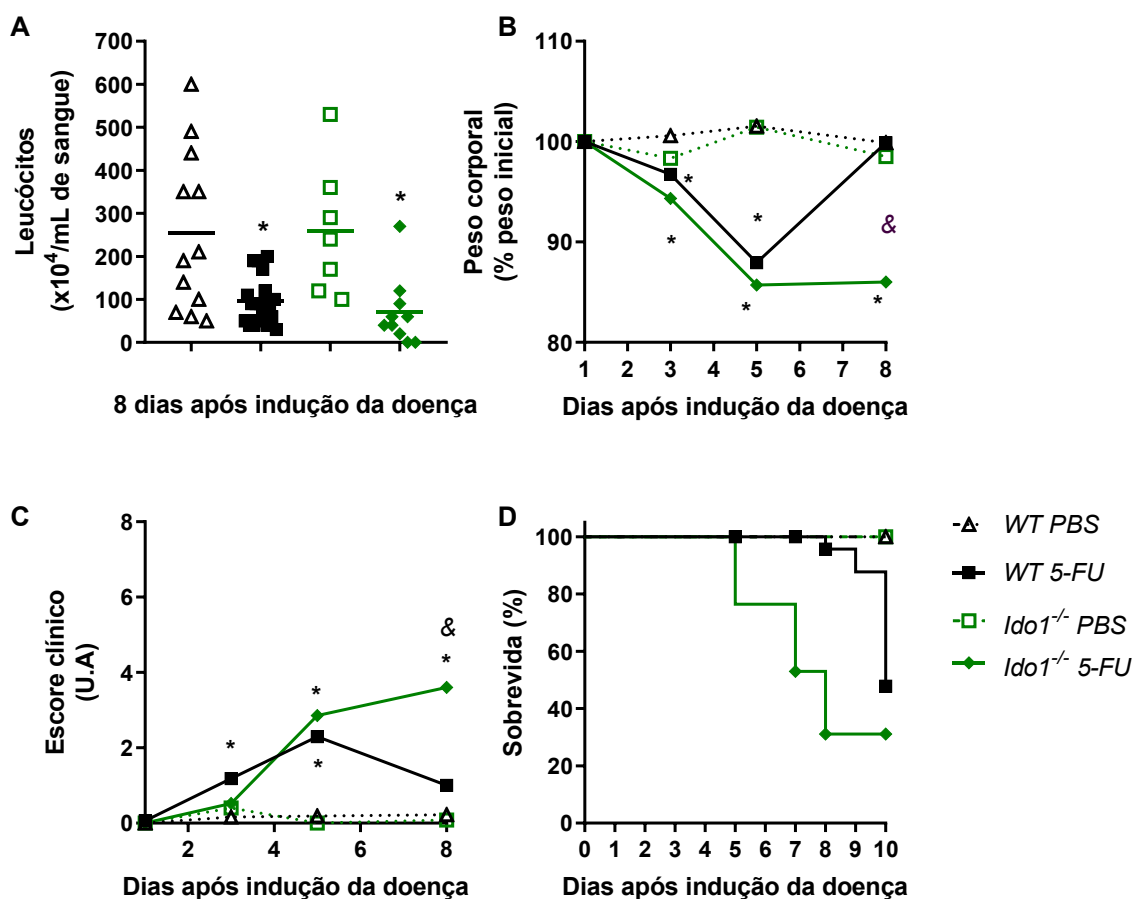 A
700
600
500
400
300
200
100
0
Leucócitos
(x10⁴/mL de sangue)
*
*
8 dias após indução da doença
B
110
100
90
80
Peso corporal
(% peso inicial)
*
*
*
*
&
*
1 2 3 4 5 6 7 8
Dias após indução da doença
C
8
6
4
2
0
Escore clínico
(U.A)
*
*
*
&
*
2 4 6 8
Dias após indução da doença
D
100
80
60
40
20
0
Sobrevida (%)
0 1 2 3 4 5 6 7 8 9 10
Dias após indução da doença
WT PBS
WT 5-FU
Ido1⁻/⁻ PBS
Ido1⁻/⁻ 5-FU